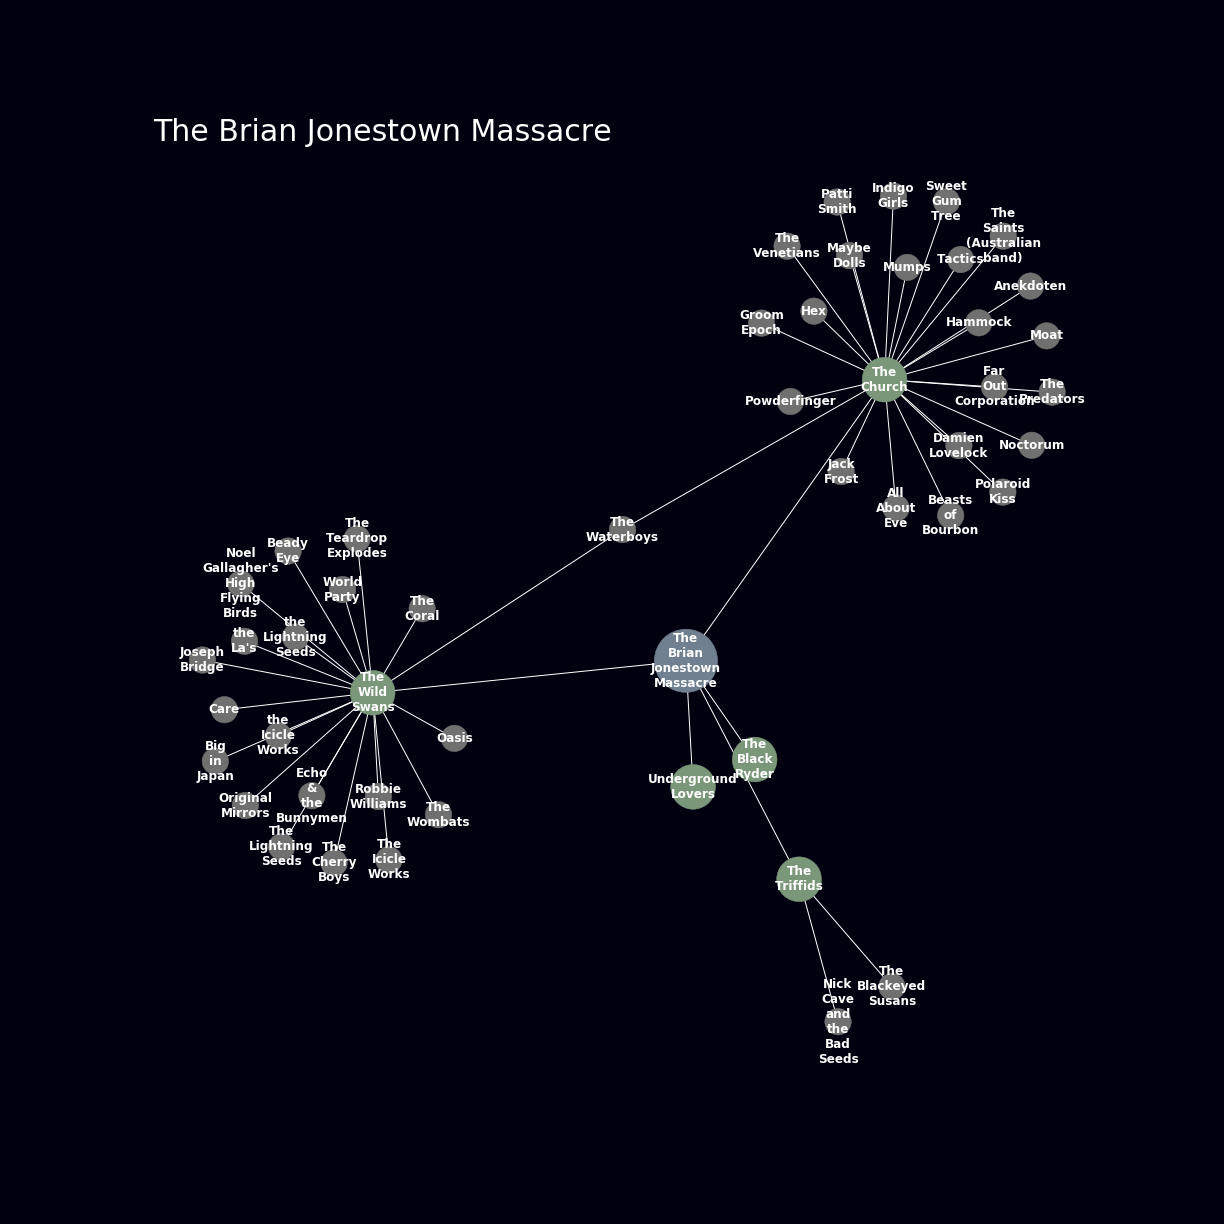 The Brian Jonestown Massacre
Patti
Smith
Indigo
Girls
Sweet
Gum
Tree
The
Saints
(Australian
band)
The
Venetians
Maybe
Dolls
Mumps
Tactics
Anekdoten
Groom
Epoch
Hex
Hammock
Moat
The
Church
Far
Out
Corporation
The
Predators
Powderfinger
Damien
Lovelock
Noctorum
Jack
Frost
All
About
Eve
Beasts
of
Bourbon
Polaroid
Kiss
The
Waterboys
The
Teardrop
Explodes
Beady
Eye
Noel
Gallagher's
High
Flying
Birds
World
Party
The
Coral
the
Lightning
Seeds
the
La's
Joseph
Bridge
The
Wild
Swans
The
Brian
Jonestown
Massacre
Care
the
Icicle
Works
Big
in
Japan
Oasis
Original
Mirrors
Echo
&
the
Bunnymen
Robbie
Williams
The
Wombats
The
Lightning
Seeds
The
Cherry
Boys
The
Icicle
Works
The
Black
Ryder
Underground
Lovers
The
Triffids
The
Blackeyed
Susans
Nick
Cave
and
the
Bad
Seeds